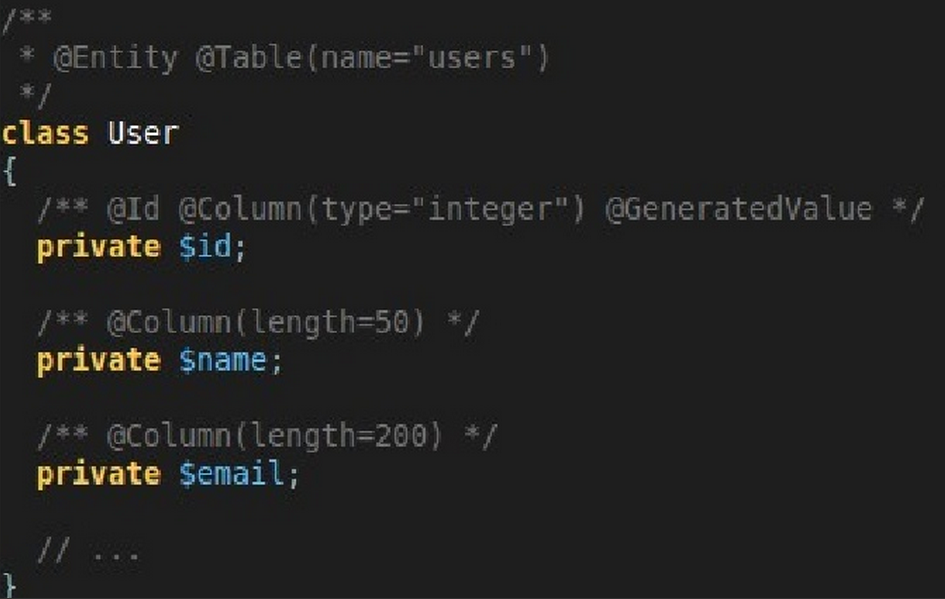 /**
 * @Entity @Table(name="users")
 */
class User
{
  /** @Id @Column(type="integer") @GeneratedValue */
  private $id;

  /** @Column(length=50) */
  private $name;

  /** @Column(length=200) */
  private $email;

  // ...
}